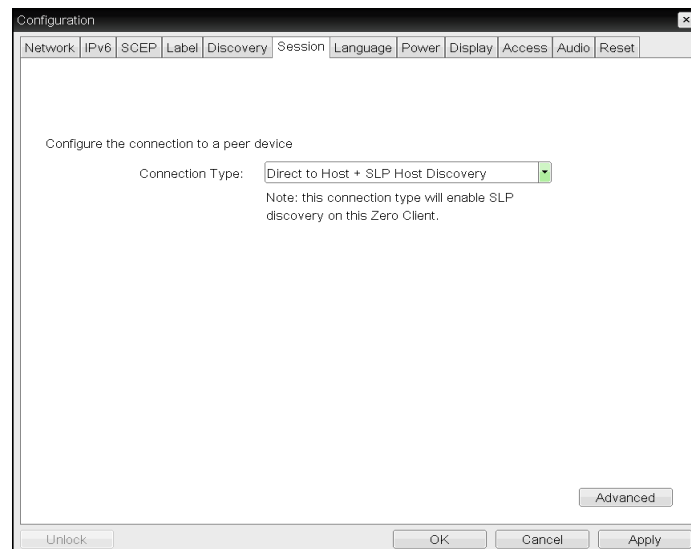 Configuration
Network IPv6 SCEP Label Discovery Session Language Power Display Access Audio Reset
Configure the connection to a peer device
Connection Type: Direct to Host + SLP Host Discovery
Note: this connection type will enable SLP
discovery on this Zero Client.
Advanced
Unlock OK Cancel Apply